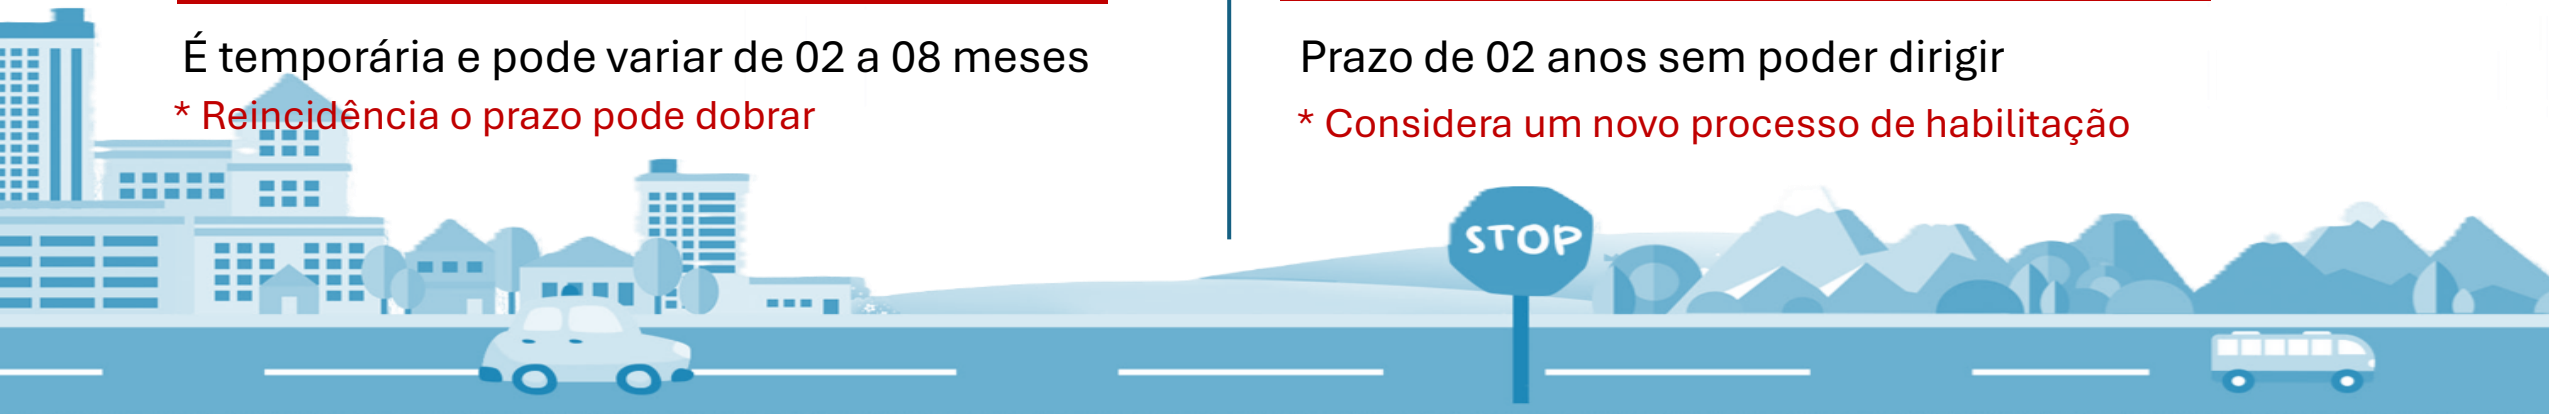 É temporária e pode variar de 02 a 08 meses
* Reincidência o prazo pode dobrar
Prazo de 02 anos sem poder dirigir
* Considera um novo processo de habilitação
STOP